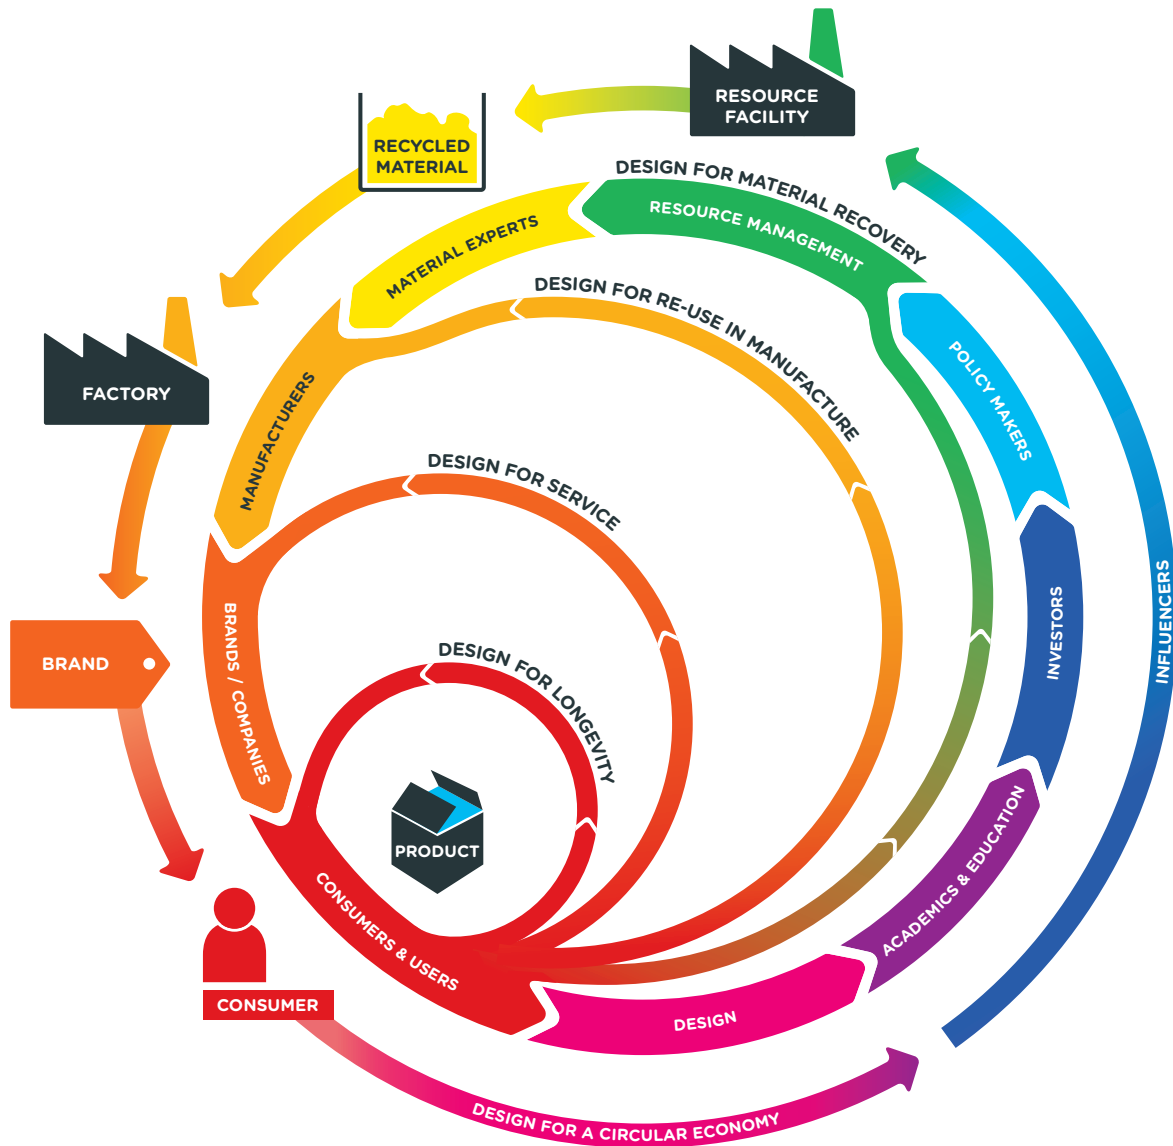 RESOURCE
FACILITY
RECYCLED
MATERIAL
DESIGN FOR MATERIAL RECOVERY
RESOURCE MANAGEMENT
MATERIAL EXPERTS
DESIGN FOR RE-USE IN MANUFACTURE
POLICY MAKERS
FACTORY
MANUFACTURERS
DESIGN FOR SERVICE
INVESTORS
INFLUENCERS
BRAND
BRANDS / COMPANIES
DESIGN FOR LONGEVITY
PRODUCT
ACADEMICS & EDUCATION
CONSUMERS & USERS
CONSUMER
DESIGN
DESIGN FOR A CIRCULAR ECONOMY